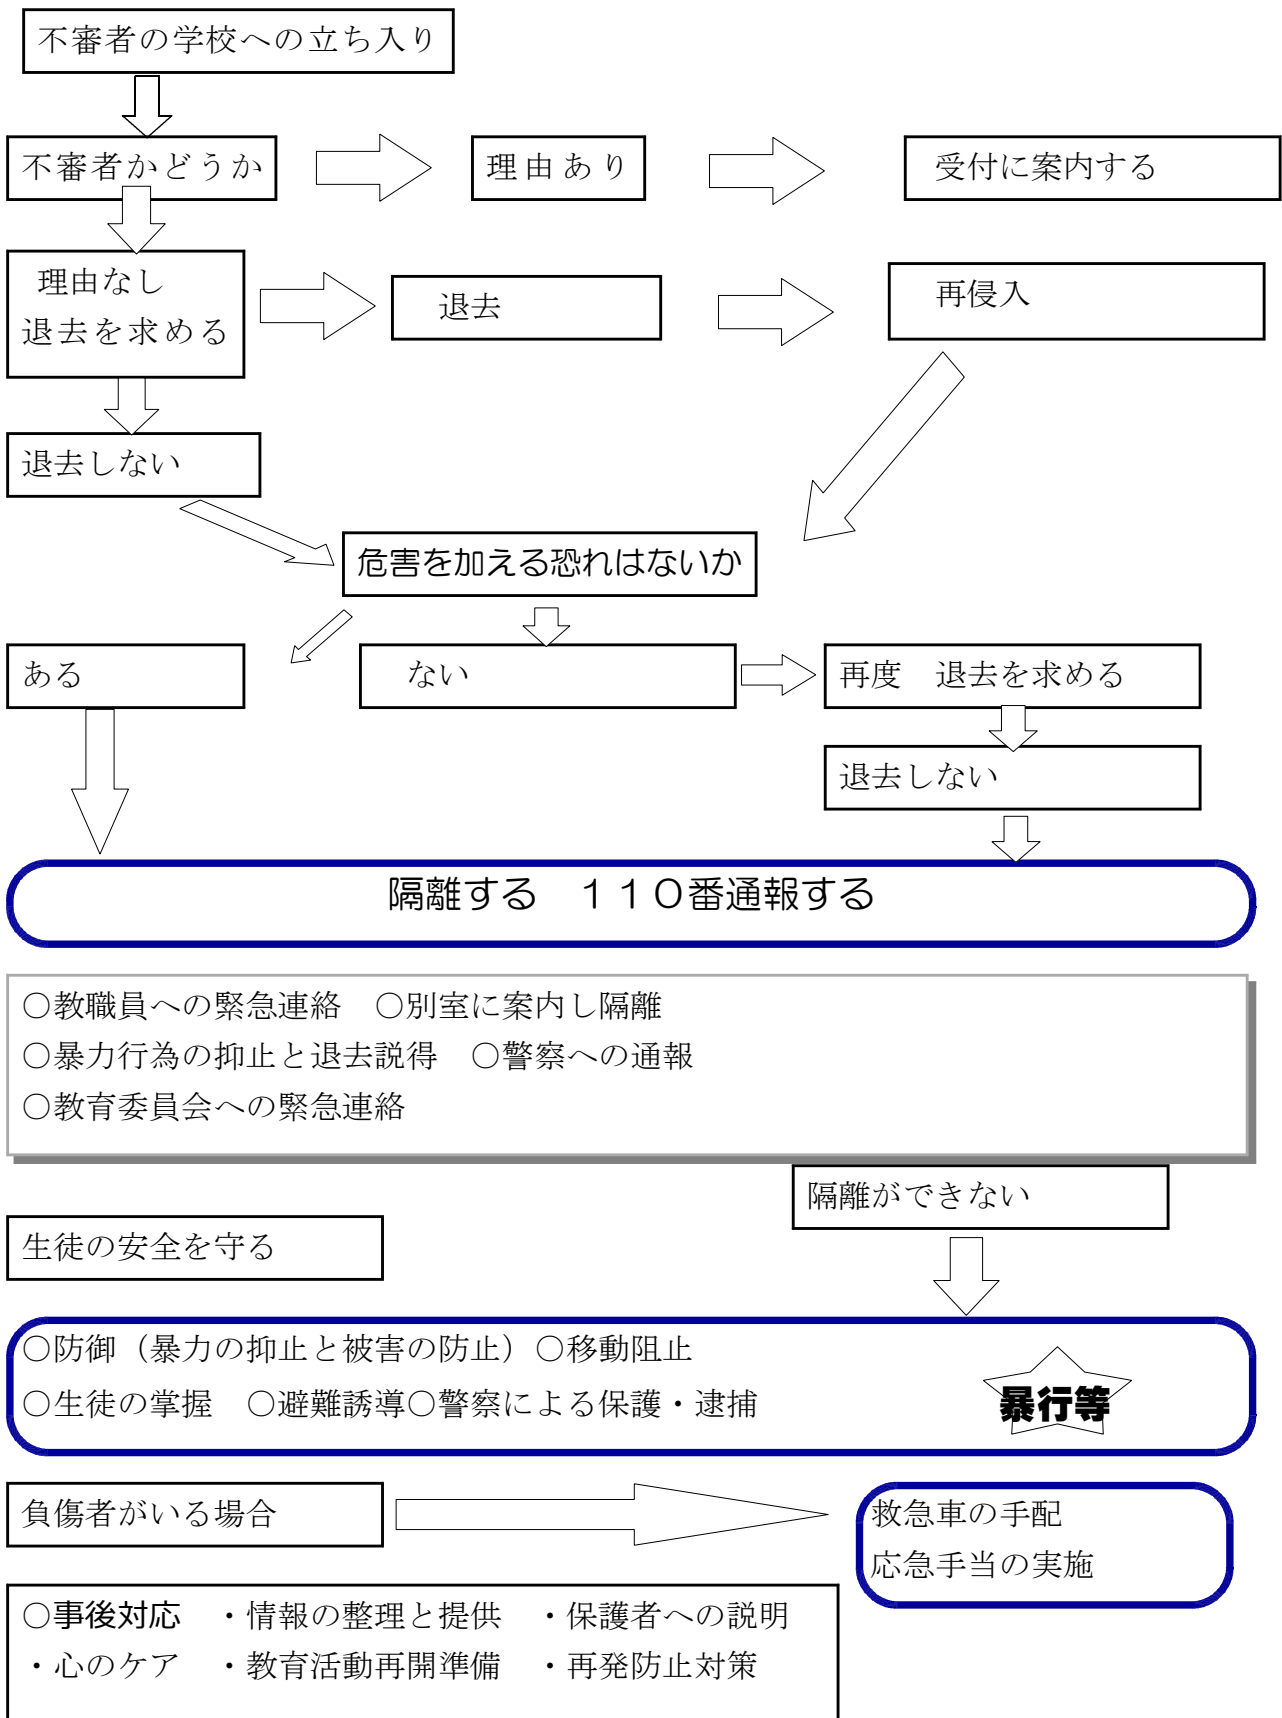 不審者の学校への立ち入り
不審者かどうか
理由あり
受付に案内する
理由なし
退去を求める
退去
再侵入
退去しない
危害を加える恐れはないか
ある
ない
再度　退去を求める
退去しない
隔離する　１１０番通報する
○教職員への緊急連絡　○別室に案内し隔離
○暴力行為の抑止と退去説得　○警察への通報
○教育委員会への緊急連絡
隔離ができない
生徒の安全を守る
○防御（暴力の抑止と被害の防止）○移動阻止
○生徒の掌握　○避難誘導○警察による保護・逮捕
暴行等
負傷者がいる場合
救急車の手配
応急手当の実施
○事後対応　・情報の整理と提供　・保護者への説明
・心のケア　・教育活動再開準備　・再発防止対策